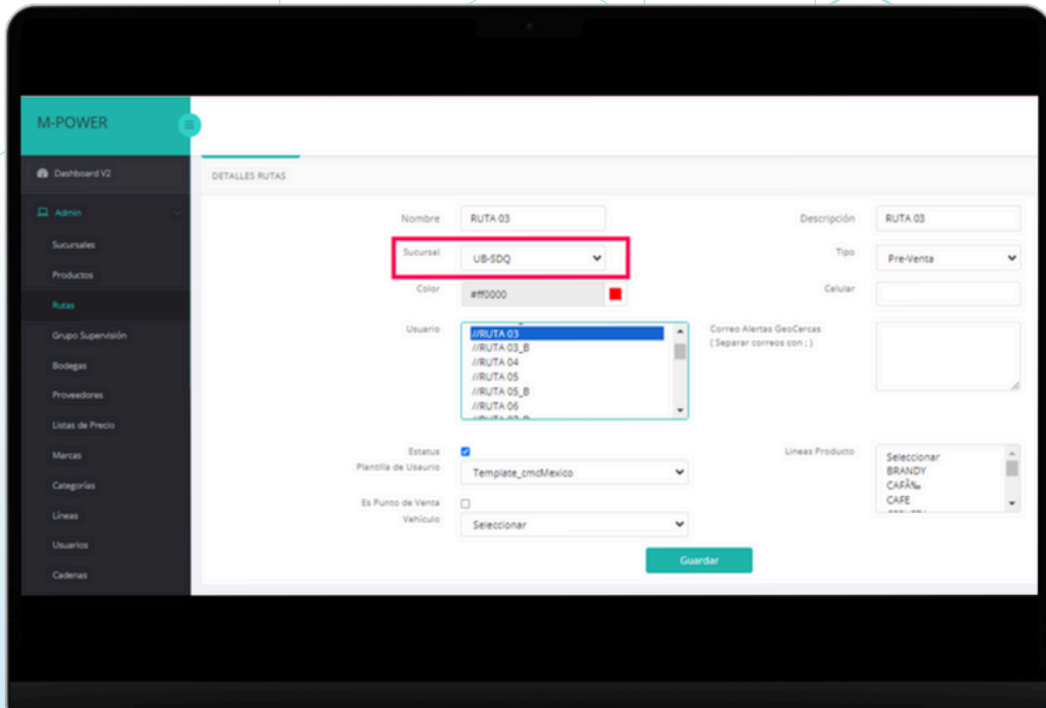 M-POWER
Dashboard V2
Admin
Sucursales
Productos
Rutas
Grupo Supervisión
Bodegas
Proveedores
Listas de Precio
Marcas
Categorías
Líneas
Usuarios
Cadenas
DETALLES RUTAS
Nombre RUTA 03 Descripción RUTA 03
Sucursal UB-SDQ Tipo Pre-Venta
Color #ff0000 Celular
Usuario //RUTA 03 Correo Alertas GeoCercas
//RUTA 03_B ( Separar correos con ; )
//RUTA 04
//RUTA 05
//RUTA 05_B
//RUTA 06
Estatus Lineas Producto Seleccionar
Plantilla de Usaurio Template_cmcMexico BRANDY
CAFÃ‰
Es Punto de Venta CAFE
Vehículo Seleccionar
Guardar